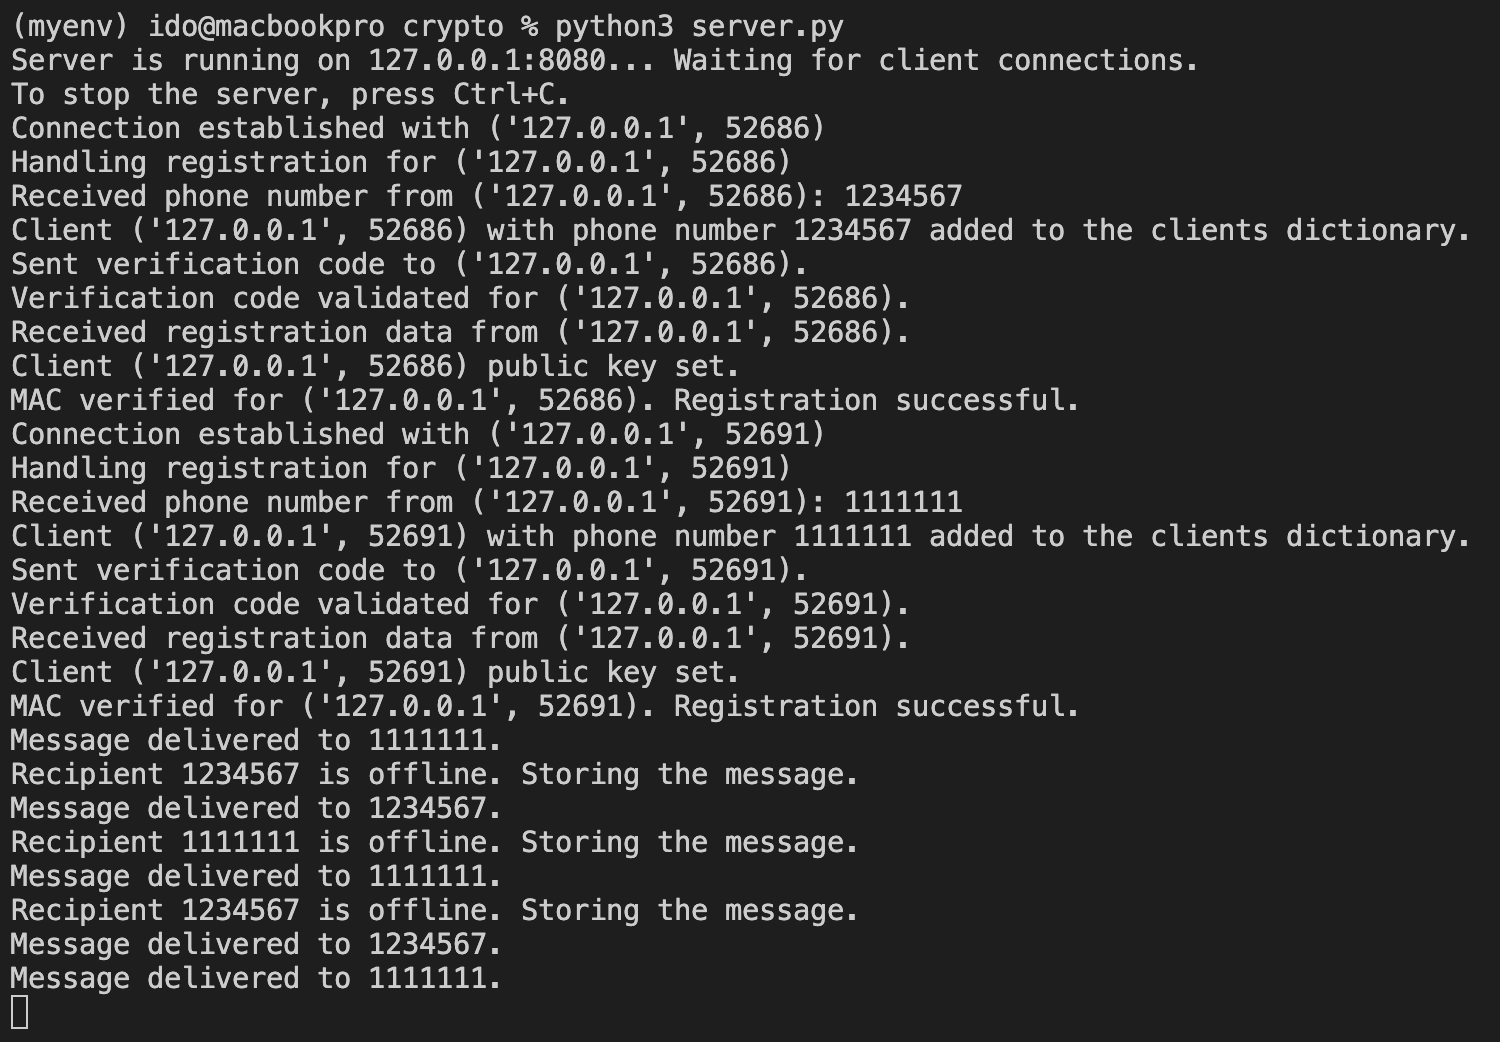 (myenv) ido@macbookpro crypto % python3 server.py
Server is running on 127.0.0.1:8080... Waiting for client connections.
To stop the server, press Ctrl+C.
Connection established with ('127.0.0.1', 52686)
Handling registration for ('127.0.0.1', 52686)
Received phone number from ('127.0.0.1', 52686): 1234567
Client ('127.0.0.1', 52686) with phone number 1234567 added to the clients dictionary.
Sent verification code to ('127.0.0.1', 52686).
Verification code validated for ('127.0.0.1', 52686).
Received registration data from ('127.0.0.1', 52686).
Client ('127.0.0.1', 52686) public key set.
MAC verified for ('127.0.0.1', 52686). Registration successful.
Connection established with ('127.0.0.1', 52691)
Handling registration for ('127.0.0.1', 52691)
Received phone number from ('127.0.0.1', 52691): 1111111
Client ('127.0.0.1', 52691) with phone number 1111111 added to the clients dictionary.
Sent verification code to ('127.0.0.1', 52691).
Verification code validated for ('127.0.0.1', 52691).
Received registration data from ('127.0.0.1', 52691).
Client ('127.0.0.1', 52691) public key set.
MAC verified for ('127.0.0.1', 52691). Registration successful.
Message delivered to 1111111.
Recipient 1234567 is offline. Storing the message.
Message delivered to 1234567.
Recipient 1111111 is offline. Storing the message.
Message delivered to 1111111.
Recipient 1234567 is offline. Storing the message.
Message delivered to 1234567.
Message delivered to 1111111.